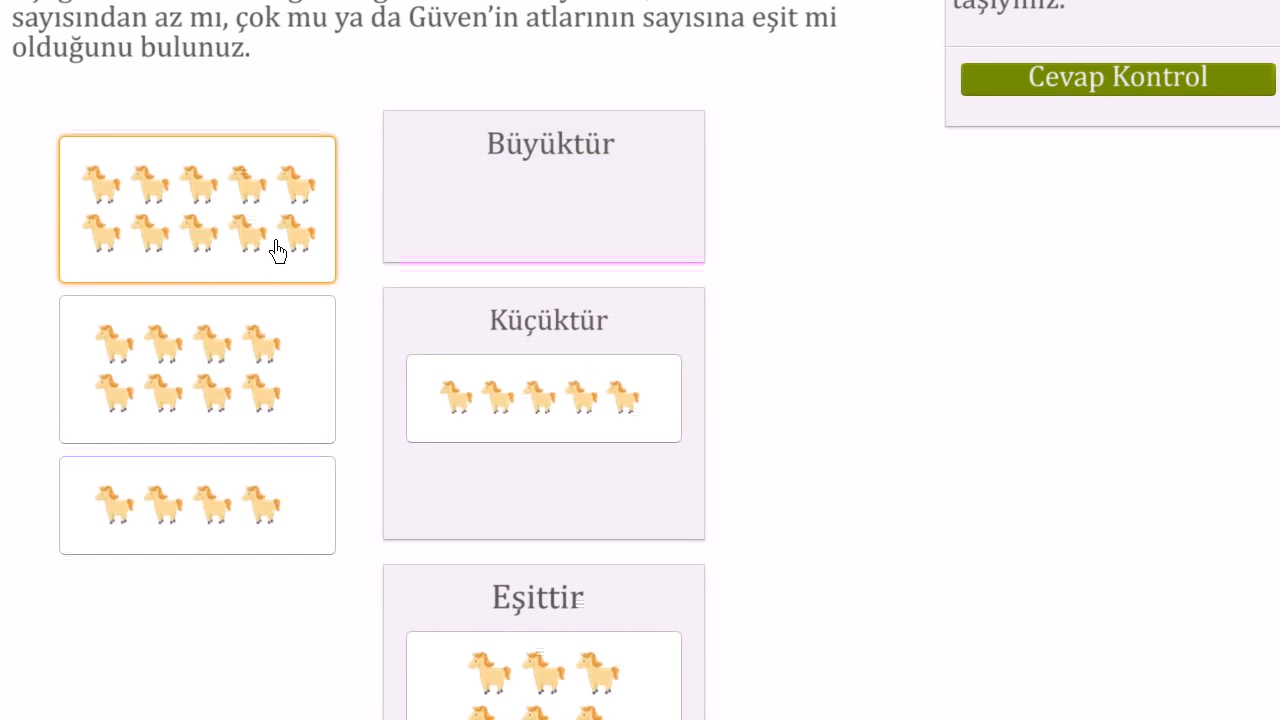 sayısından az mı, çok mu ya da Güven’in atlarının sayısına eşit mi
olduğunu bulunuz.
taşıyınız.
Cevap Kontrol
Büyüktür
Küçüktür
Eşittir